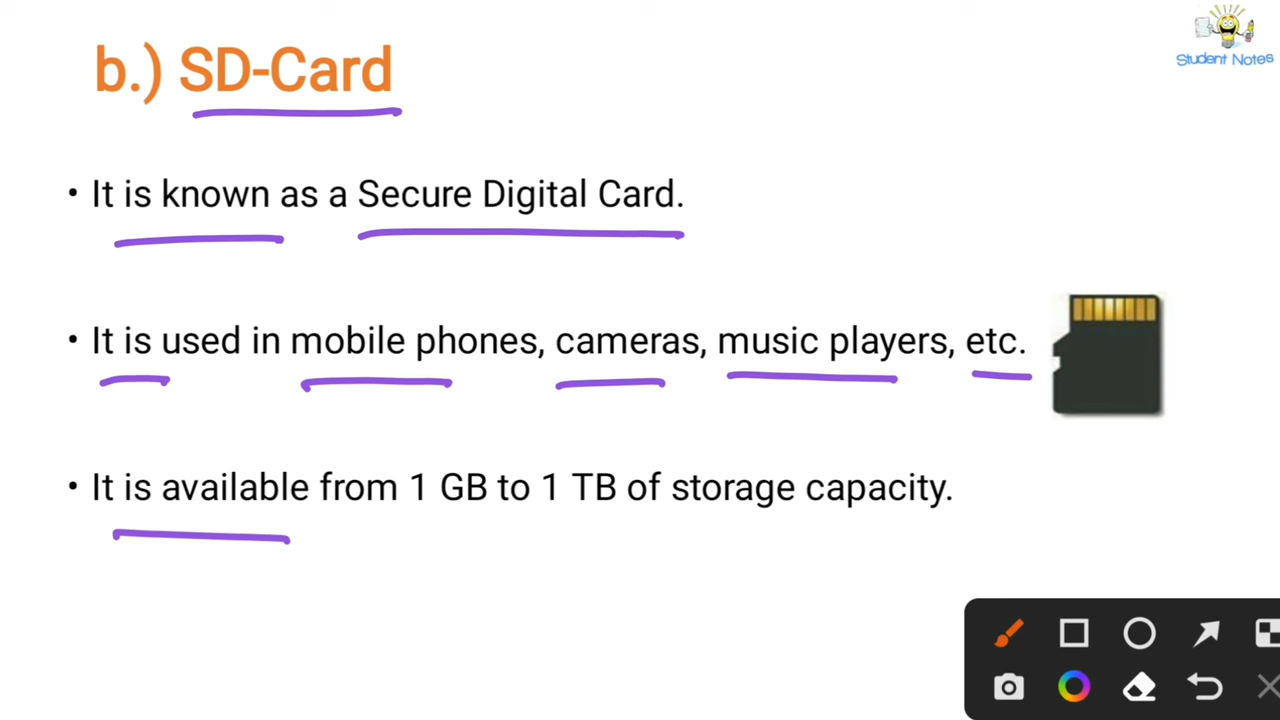 Student Notes
b.) SD-Card
• It is known as a Secure Digital Card.
• It is used in mobile phones, cameras, music players, etc.
• It is available from 1 GB to 1 TB of storage capacity.